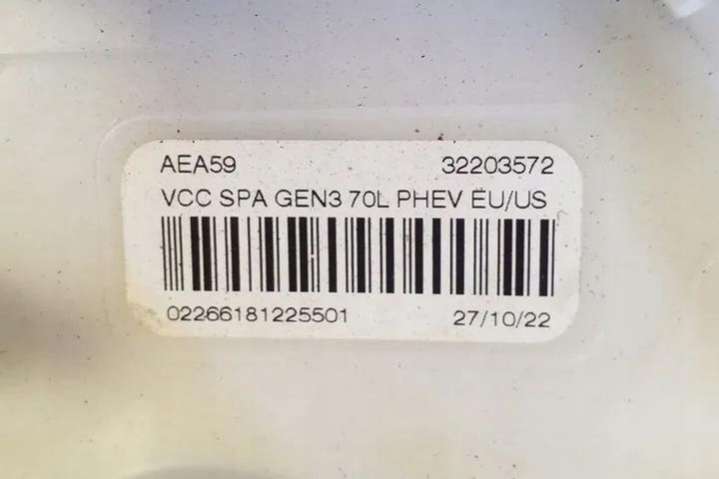 AEA59 32203572
VCC SPA GEN3 70L PHEV EU/US
02266181225501 27/10/22